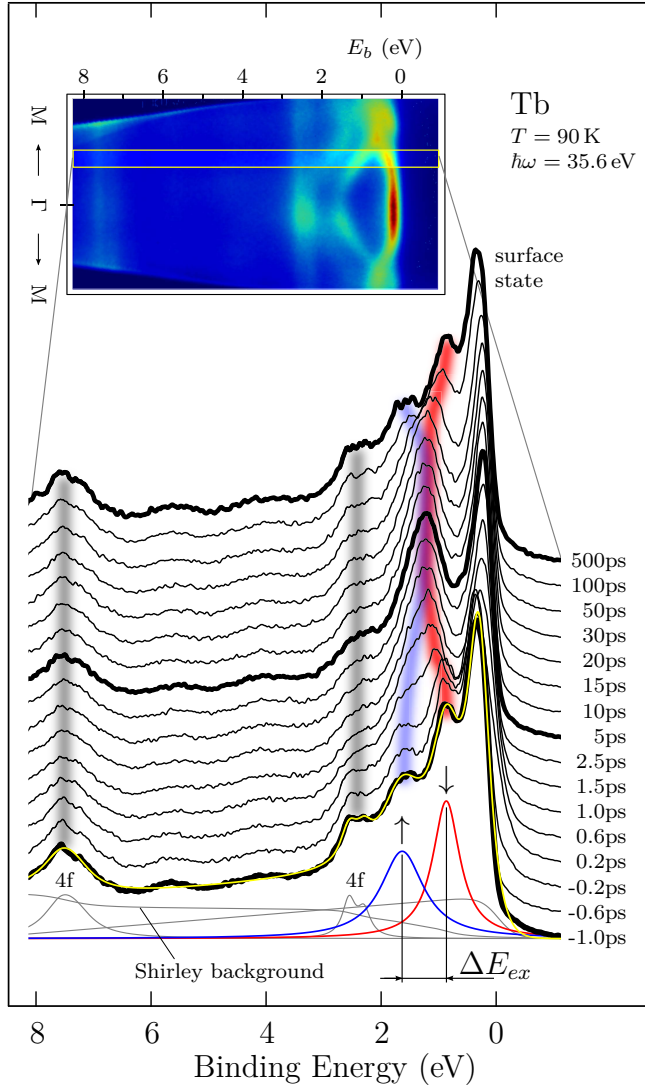 E_b (eV)
8 6 4 2 0
M ← Γ → M
Tb
T = 90 K
ħω = 35.6 eV
surface
state
500ps
100ps
50ps
30ps
20ps
15ps
10ps
5ps
2.5ps
1.5ps
1.0ps
0.6ps
0.2ps
-0.2ps
-0.6ps
-1.0ps
↑ ↓
4f 4f
Shirley background
ΔE_ex
8 6 4 2 0
Binding Energy (eV)